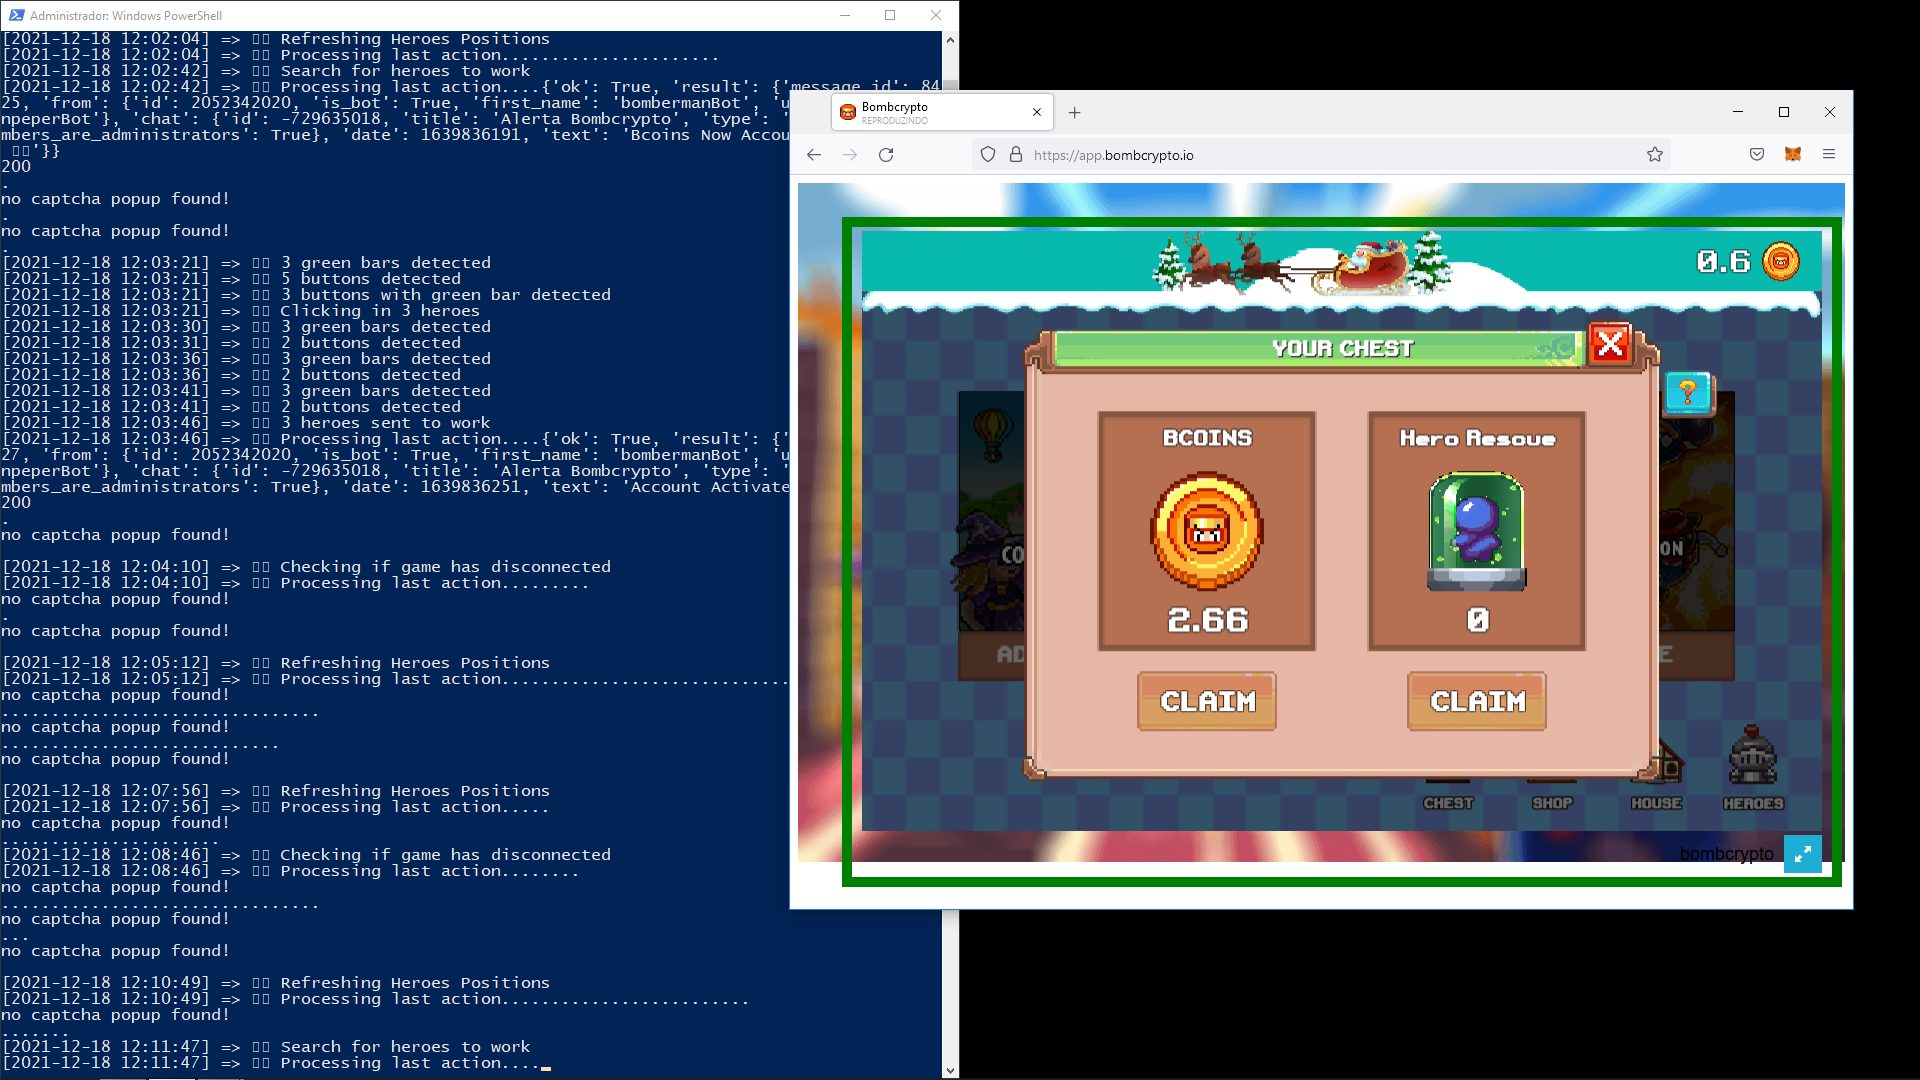 Administrador: Windows PowerShell
[2021-12-18 12:02:04] => Refreshing Heroes Positions
[2021-12-18 12:02:04] => Processing last action......................
[2021-12-18 12:02:42] => Search for heroes to work
[2021-12-18 12:02:42] => Processing last action....{'ok': True, 'result': {'message_id': 84
25, 'from': {'id': 2052342020, 'is_bot': True, 'first_name': 'bombermanBot', 'u
npeperBot'}, 'chat': {'id': -729635018, 'title': 'Alerta Bombcrypto', 'type': '
mbers_are_administrators': True}, 'date': 1639836191, 'text': 'Bcoins Now Accou
'}}
200
.
no captcha popup found!
.
no captcha popup found!
.
[2021-12-18 12:03:21] => 3 green bars detected
[2021-12-18 12:03:21] => 5 buttons detected
[2021-12-18 12:03:21] => 3 buttons with green bar detected
[2021-12-18 12:03:21] => Clicking in 3 heroes
[2021-12-18 12:03:30] => 3 green bars detected
[2021-12-18 12:03:31] => 2 buttons detected
[2021-12-18 12:03:36] => 3 green bars detected
[2021-12-18 12:03:36] => 2 buttons detected
[2021-12-18 12:03:41] => 3 green bars detected
[2021-12-18 12:03:41] => 2 buttons detected
[2021-12-18 12:03:46] => 3 heroes sent to work
[2021-12-18 12:03:46] => Processing last action....{'ok': True, 'result': {'
27, 'from': {'id': 2052342020, 'is_bot': True, 'first_name': 'bombermanBot', 'u
npeperBot'}, 'chat': {'id': -729635018, 'title': 'Alerta Bombcrypto', 'type': '
mbers_are_administrators': True}, 'date': 1639836251, 'text': 'Account Activate
200
.
no captcha popup found!
[2021-12-18 12:04:10] => Checking if game has disconnected
[2021-12-18 12:04:10] => Processing last action.........
no captcha popup found!
.
no captcha popup found!
[2021-12-18 12:05:12] => Refreshing Heroes Positions
[2021-12-18 12:05:12] => Processing last action.............................
no captcha popup found!
................................
no captcha popup found!
............................
no captcha popup found!
[2021-12-18 12:07:56] => Refreshing Heroes Positions
[2021-12-18 12:07:56] => Processing last action.....
no captcha popup found!
......................
[2021-12-18 12:08:46] => Checking if game has disconnected
[2021-12-18 12:08:46] => Processing last action........
no captcha popup found!
................................
no captcha popup found!
...
no captcha popup found!
[2021-12-18 12:10:49] => Refreshing Heroes Positions
[2021-12-18 12:10:49] => Processing last action.........................
no captcha popup found!
.......
[2021-12-18 12:11:47] => Search for heroes to work
[2021-12-18 12:11:47] => Processing last action....
Bombcrypto
REPRODUZINDO
https://app.bombcrypto.io
0.6
YOUR CHEST
?
BCOINS
Hero Rescue
CO
ON
2.66
0
AD
E
CLAIM
CLAIM
CHEST
SHOP
HOUSE
HEROES
bombcrypto